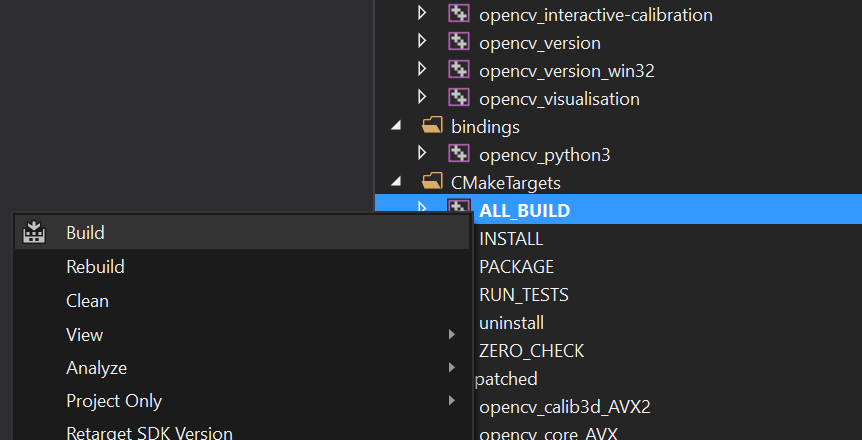 opencv_interactive-calibration
opencv_version
opencv_version_win32
opencv_visualisation
bindings
opencv_python3
CMakeTargets
ALL_BUILD
INSTALL
PACKAGE
RUN_TESTS
uninstall
ZERO_CHECK
patched
opencv_calib3d_AVX2
opencv_core_AVX
Build
Rebuild
Clean
View
Analyze
Project Only
Retarget SDK Version